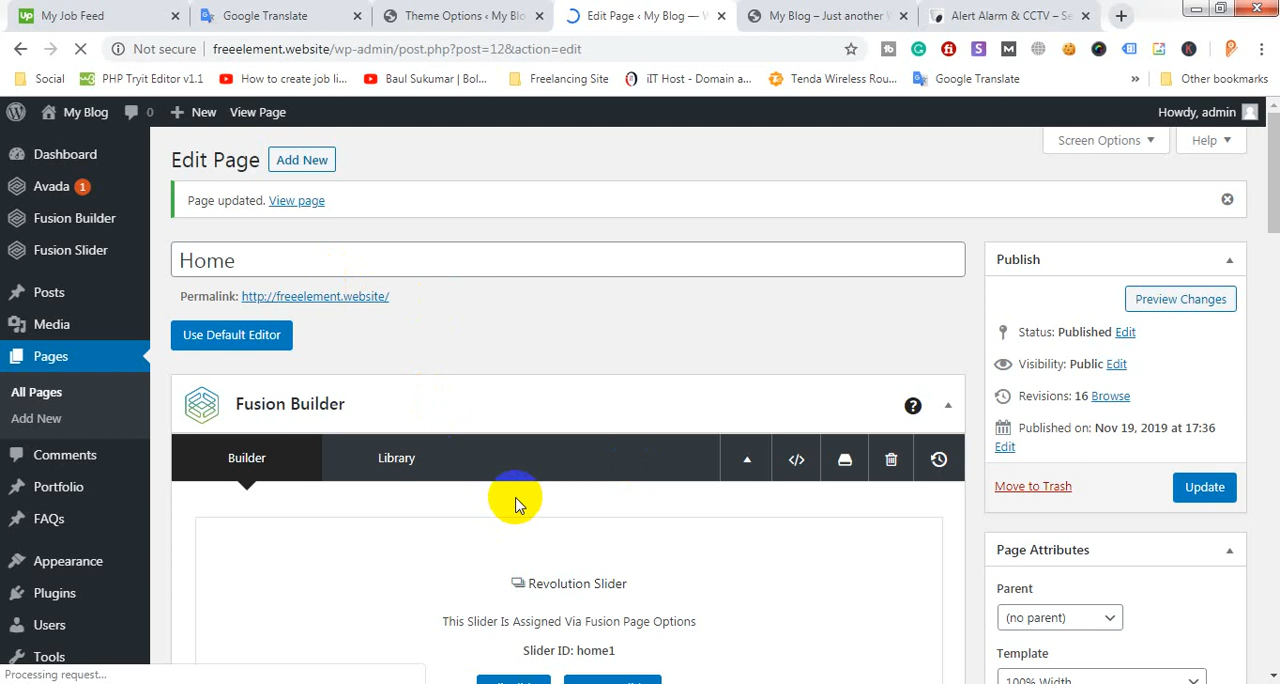 My Job Feed
Google Translate
Theme Options ‹ My Blo
Edit Page ‹ My Blog — W
My Blog – Just another W
Alert Alarm & CCTV – Se
Not secure
freeelement.website/wp-admin/post.php?post=12&action=edit
Social
PHP Tryit Editor v1.1
How to create job li...
Baul Sukumar | Bol...
Freelancing Site
iIT Host - Domain a...
Tenda Wireless Rou...
Google Translate
Other bookmarks
My Blog
0
New
View Page
Howdy, admin
Dashboard
Avada 1
Fusion Builder
Fusion Slider
Posts
Media
Pages
All Pages
Add New
Comments
Portfolio
FAQs
Appearance
Plugins
Users
Tools
Processing request...
Edit Page
Add New
Screen Options
Help
Page updated. View page
Home
Permalink: http://freeelement.website/
Use Default Editor
Fusion Builder
Builder
Library
Revolution Slider
This Slider Is Assigned Via Fusion Page Options
Slider ID: home1
Publish
Preview Changes
Status: Published Edit
Visibility: Public Edit
Revisions: 16 Browse
Published on: Nov 19, 2019 at 17:36
Edit
Move to Trash
Update
Page Attributes
Parent
(no parent)
Template
100% Width